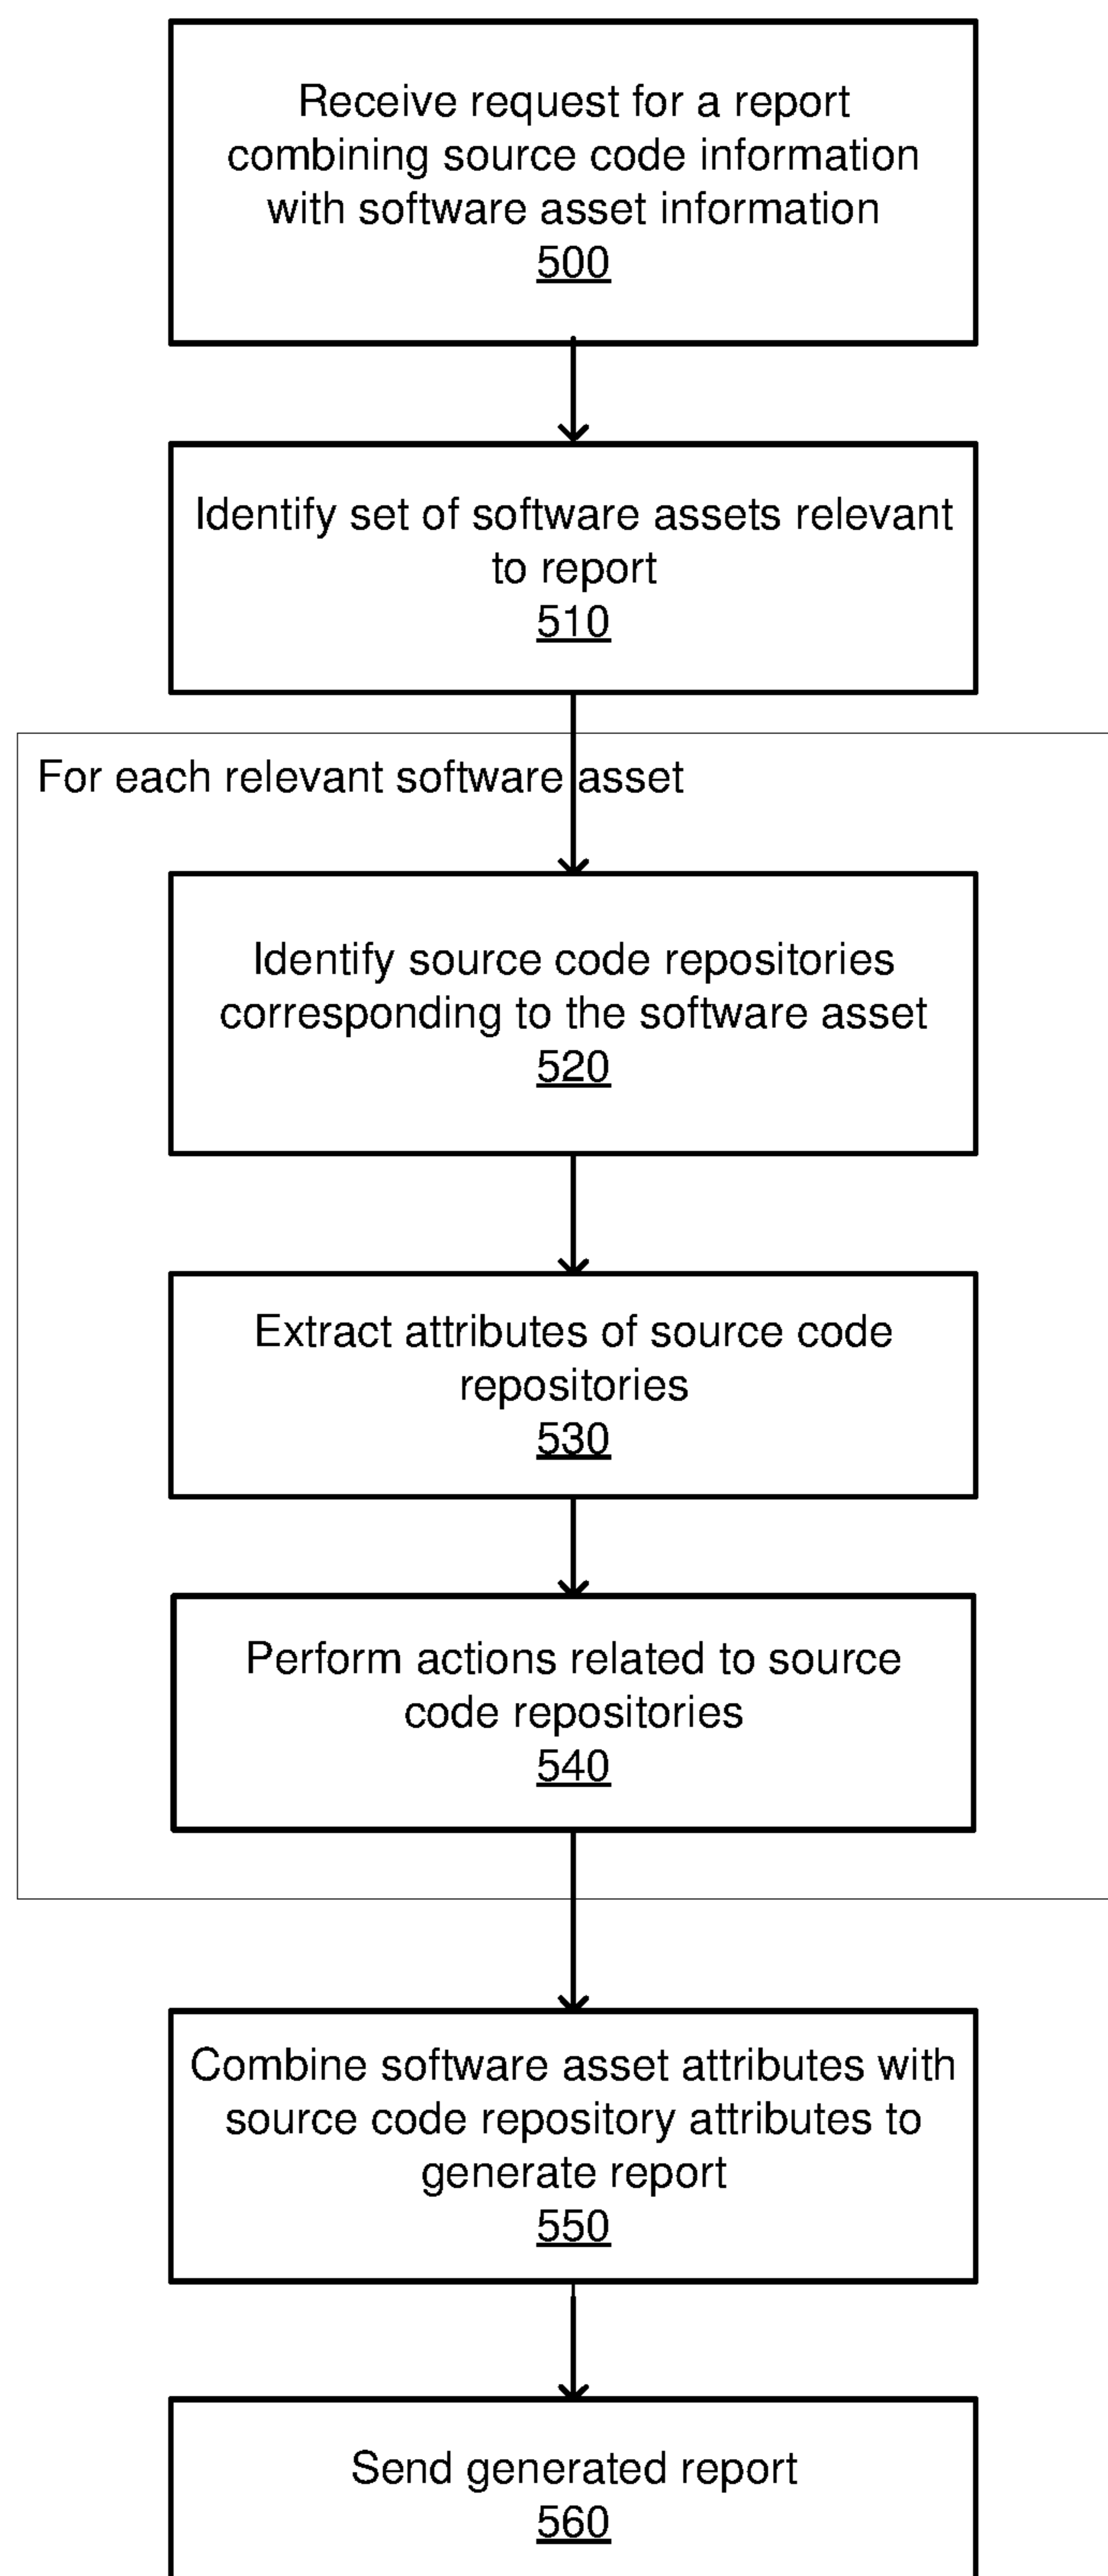 Receive request for a report
combining source code information
with software asset information
500
Identify set of software assets relevant
to report
510
For each relevant software asset
Identify source code repositories
corresponding to the software asset
520
Extract attributes of source code
repositories
530
Perform actions related to source
code repositories
540
Combine software asset attributes with
source code repository attributes to
generate report
550
Send generated report
560